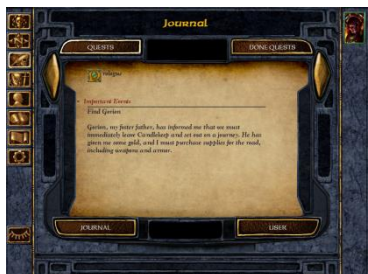 Journal
QUESTS
DONE QUESTS
Prologue
Important Events
Find Gorion
Gorion, my foster father, has informed me that we must
immediately leave Candlekeep and set out on a journey. He has
given me some gold, and I must purchase supplies for the road,
including weapons and armor.
JOURNAL
USER